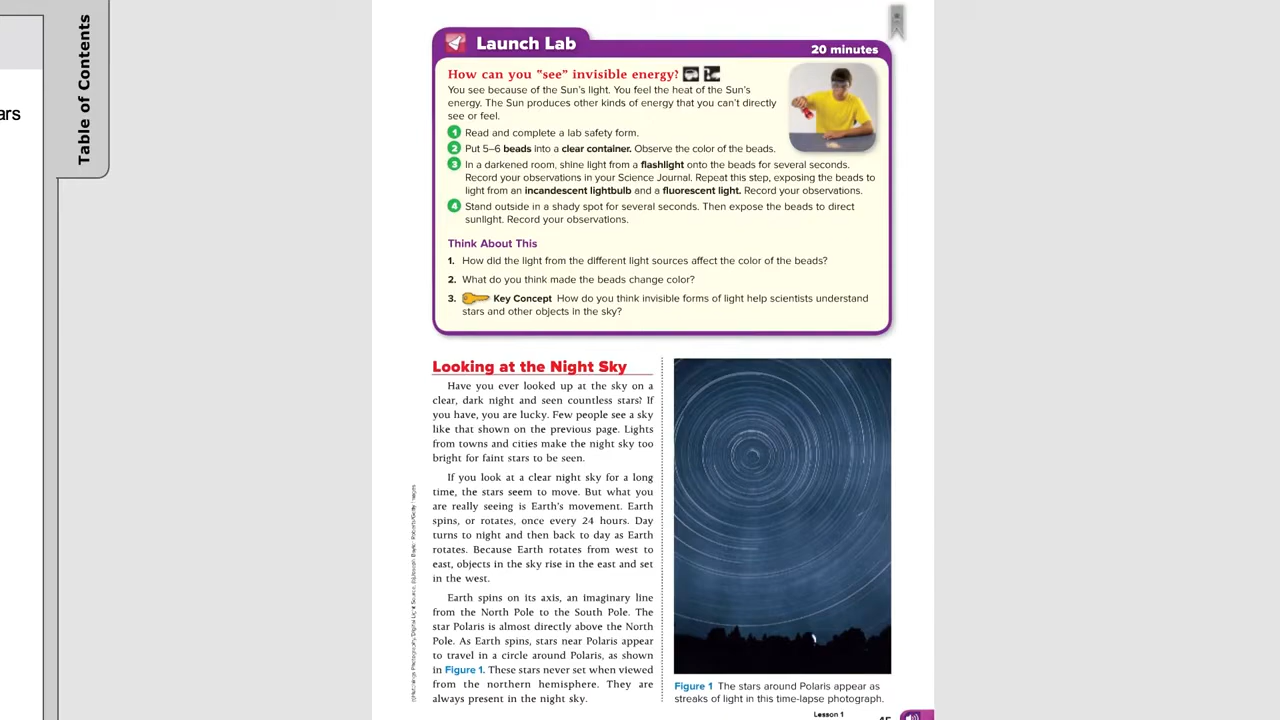 Table of Contents
ars
Launch Lab
20 minutes
How can you "see" invisible energy?
You see because of the Sun's light. You feel the heat of the Sun's
energy. The Sun produces other kinds of energy that you can't directly
see or feel.
1 Read and complete a lab safety form.
2 Put 5–6 beads into a clear container. Observe the color of the beads.
3 In a darkened room, shine light from a flashlight onto the beads for several seconds.
Record your observations in your Science Journal. Repeat this step, exposing the beads to
light from an incandescent lightbulb and a fluorescent light. Record your observations.
4 Stand outside in a shady spot for several seconds. Then expose the beads to direct
sunlight. Record your observations.
Think About This
1. How did the light from the different light sources affect the color of the beads?
2. What do you think made the beads change color?
3. Key Concept How do you think invisible forms of light help scientists understand
stars and other objects in the sky?
Looking at the Night Sky
Have you ever looked up at the sky on a
clear, dark night and seen countless stars? If
you have, you are lucky. Few people see a sky
like that shown on the previous page. Lights
from towns and cities make the night sky too
bright for faint stars to be seen.
If you look at a clear night sky for a long
time, the stars seem to move. But what you
are really seeing is Earth's movement. Earth
spins, or rotates, once every 24 hours. Day
turns to night and then back to day as Earth
rotates. Because Earth rotates from west to
east, objects in the sky rise in the east and set
in the west.
Earth spins on its axis, an imaginary line
from the North Pole to the South Pole. The
star Polaris is almost directly above the North
Pole. As Earth spins, stars near Polaris appear
to travel in a circle around Polaris, as shown
in Figure 1. These stars never set when viewed
from the northern hemisphere. They are
always present in the night sky.
Figure 1 The stars around Polaris appear as
streaks of light in this time-lapse photograph.
Lesson 1